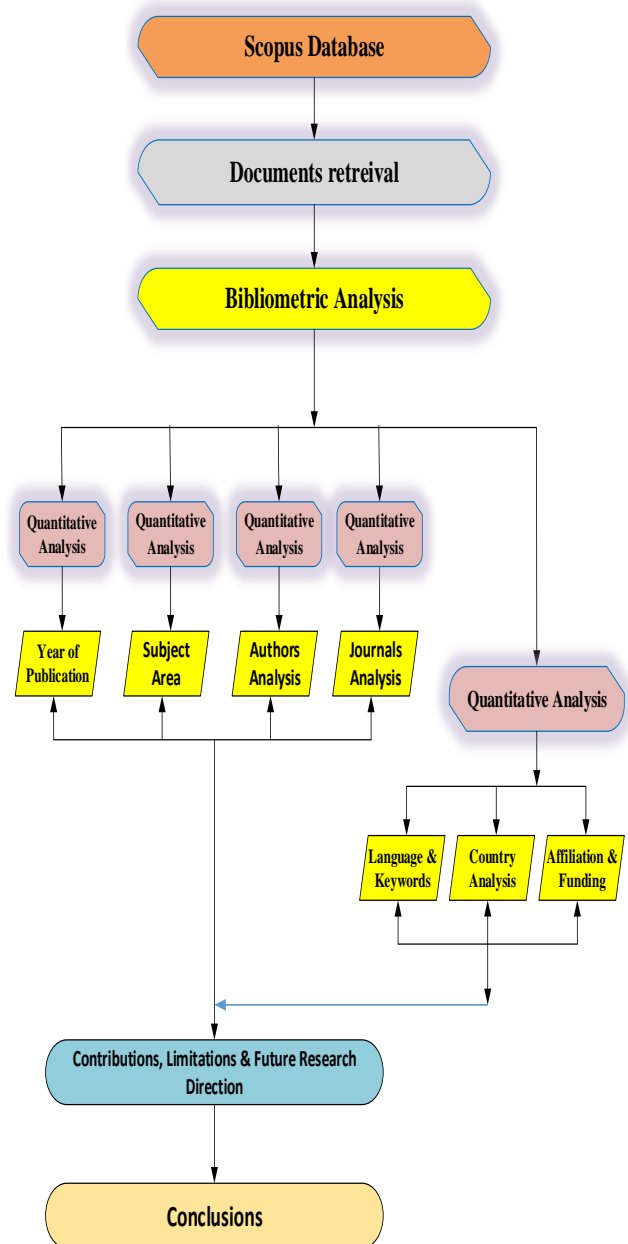 Scopus Database
Documents retreival
Bibliometric Analysis
Quantitative
Analysis
Quantitative
Analysis
Quantitative
Analysis
Quantitative
Analysis
Year of
Publication
Subject
Area
Authors
Analysis
Journals
Analysis
Quantitative Analysis
Language &
Keywords
Country
Analysis
Affiliation &
Funding
Contributions, Limitations & Future Research
Direction
Conclusions